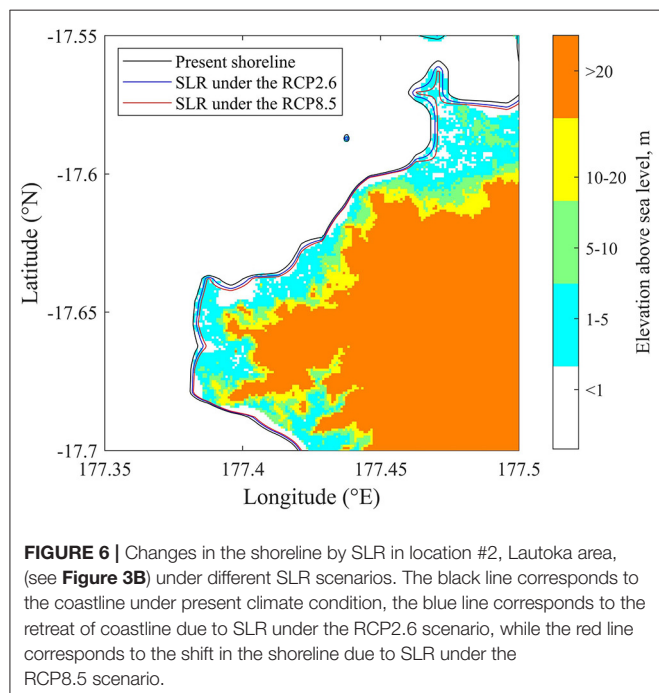 -17.55
-17.6
-17.65
-17.7
Latitude (°N)
Present shoreline
SLR under the RCP2.6
SLR under the RCP8.5
177.35
177.4
177.45
177.5
Longitude (°E)
>20
10-20
5-10
1-5
<1
Elevation above sea level, m
FIGURE 6 | Changes in the shoreline by SLR in location #2, Lautoka area,
(see Figure 3B) under different SLR scenarios. The black line corresponds to
the coastline under present climate condition, the blue line corresponds to the
retreat of coastline due to SLR under the RCP2.6 scenario, while the red line
corresponds to the shift in the shoreline due to SLR under the
RCP8.5 scenario.